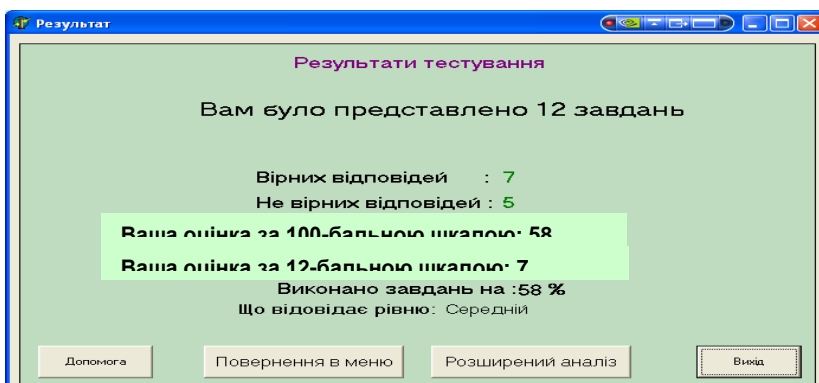 Результат
Результати тестування
Вам було представлено 12 завдань
Вірних відповідей : 7
Не вірних відповідей : 5
Ваша оцінка за 100-бальною шкалою: 58
Ваша оцінка за 12-бальною шкалою: 7
Виконано завдань на :58 %
Що відповідає рівню: Середній
Допомога
Повернення в меню
Розширений аналіз
Вихід